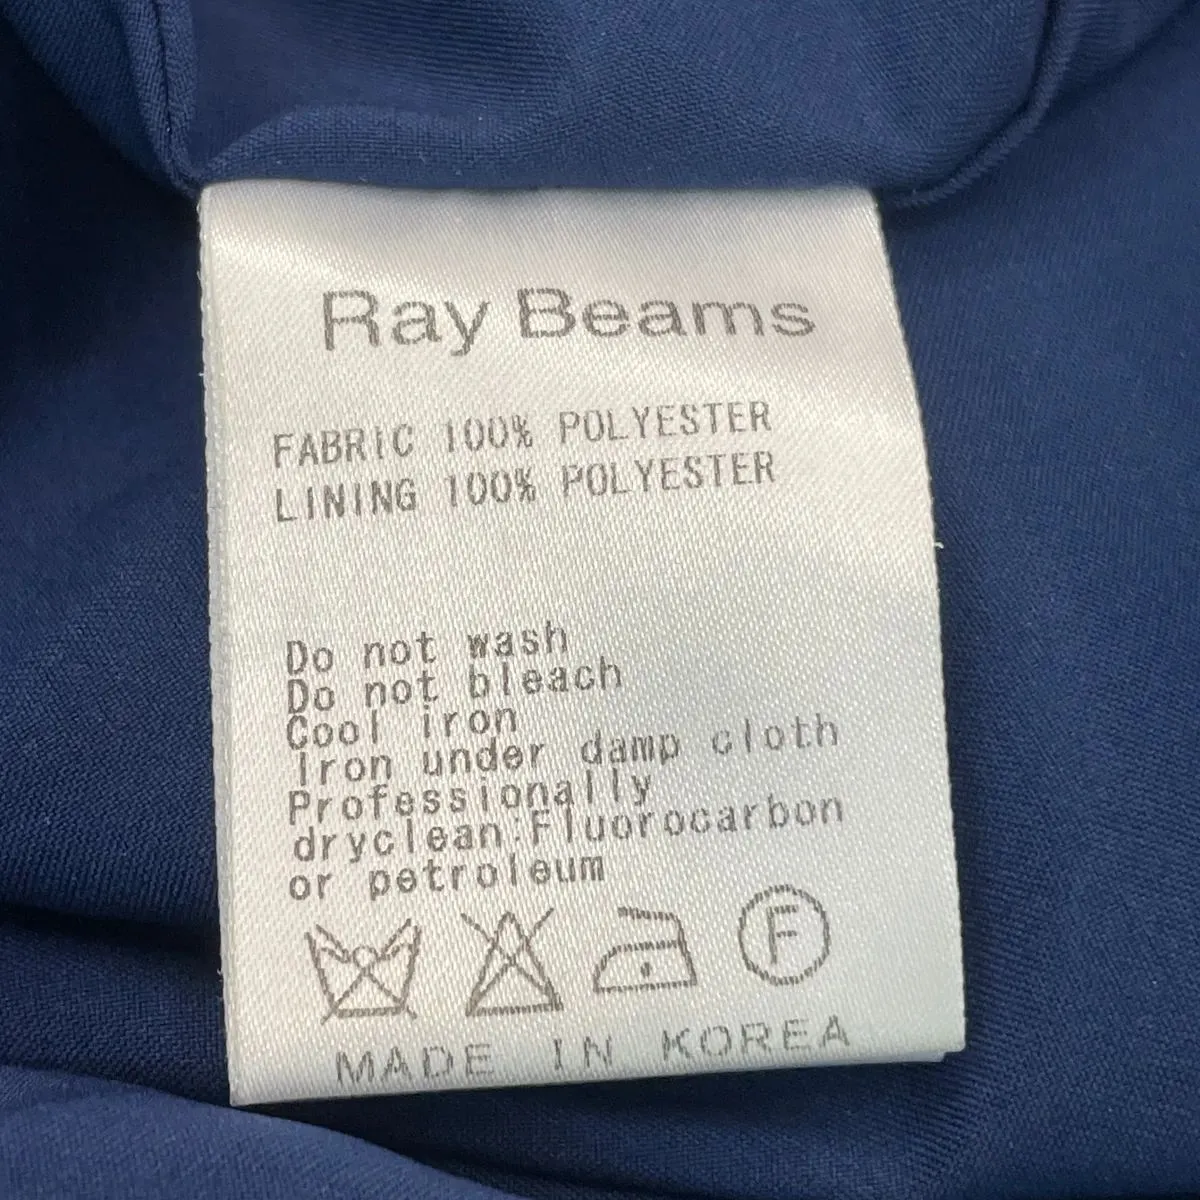 Ray Beams
FABRIC 100% POLYESTER
LINING 100% POLYESTER
Do not wash
Do not bleach
Cool iron
Iron under damp cloth
Professionally
dryclean:Fluorocarbon
or petroleum
F
MADE IN KOREA